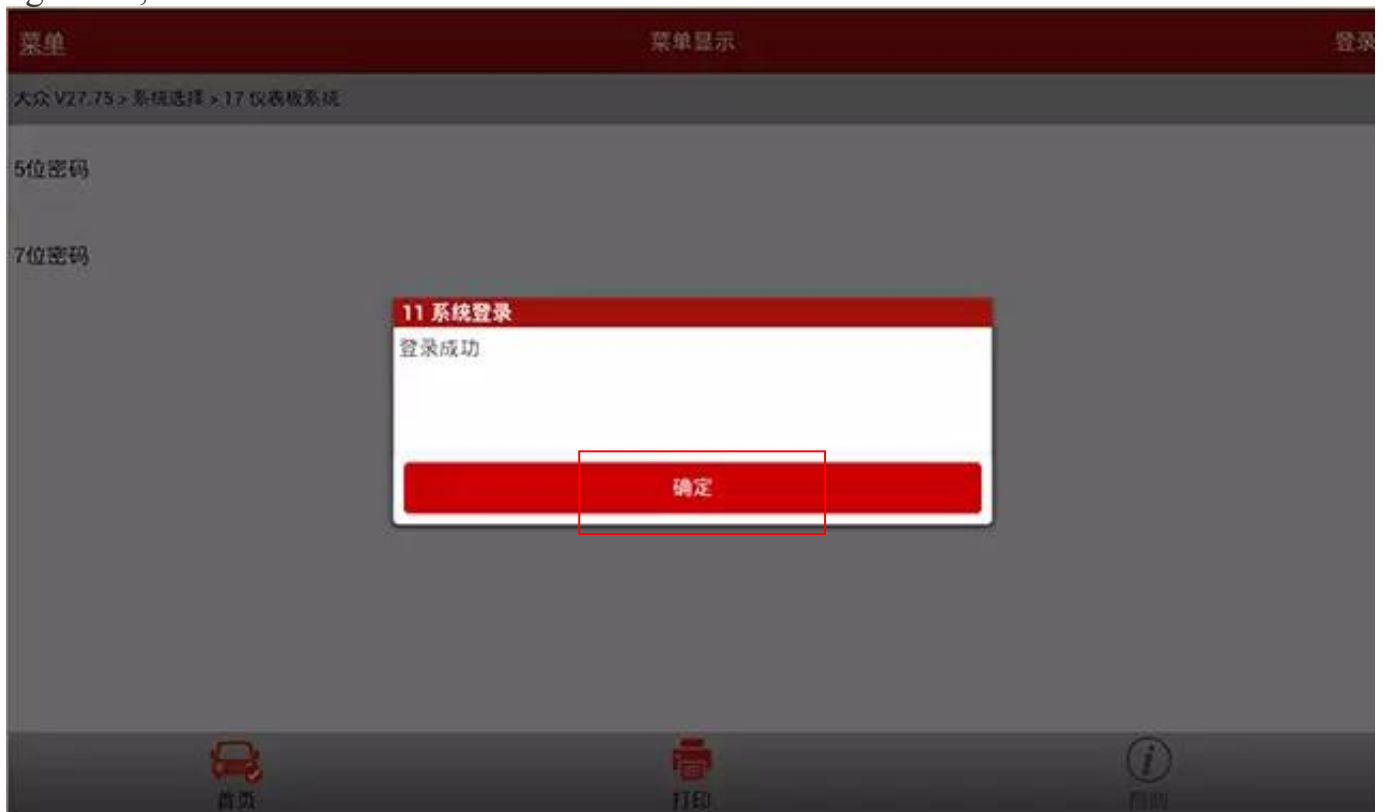 菜单
菜单显示
登录
大众 V27.75 > 系统选择 > 17 仪表板系统
5位密码
7位密码
11 系统登录
登录成功
确定
首页
打印
帮助